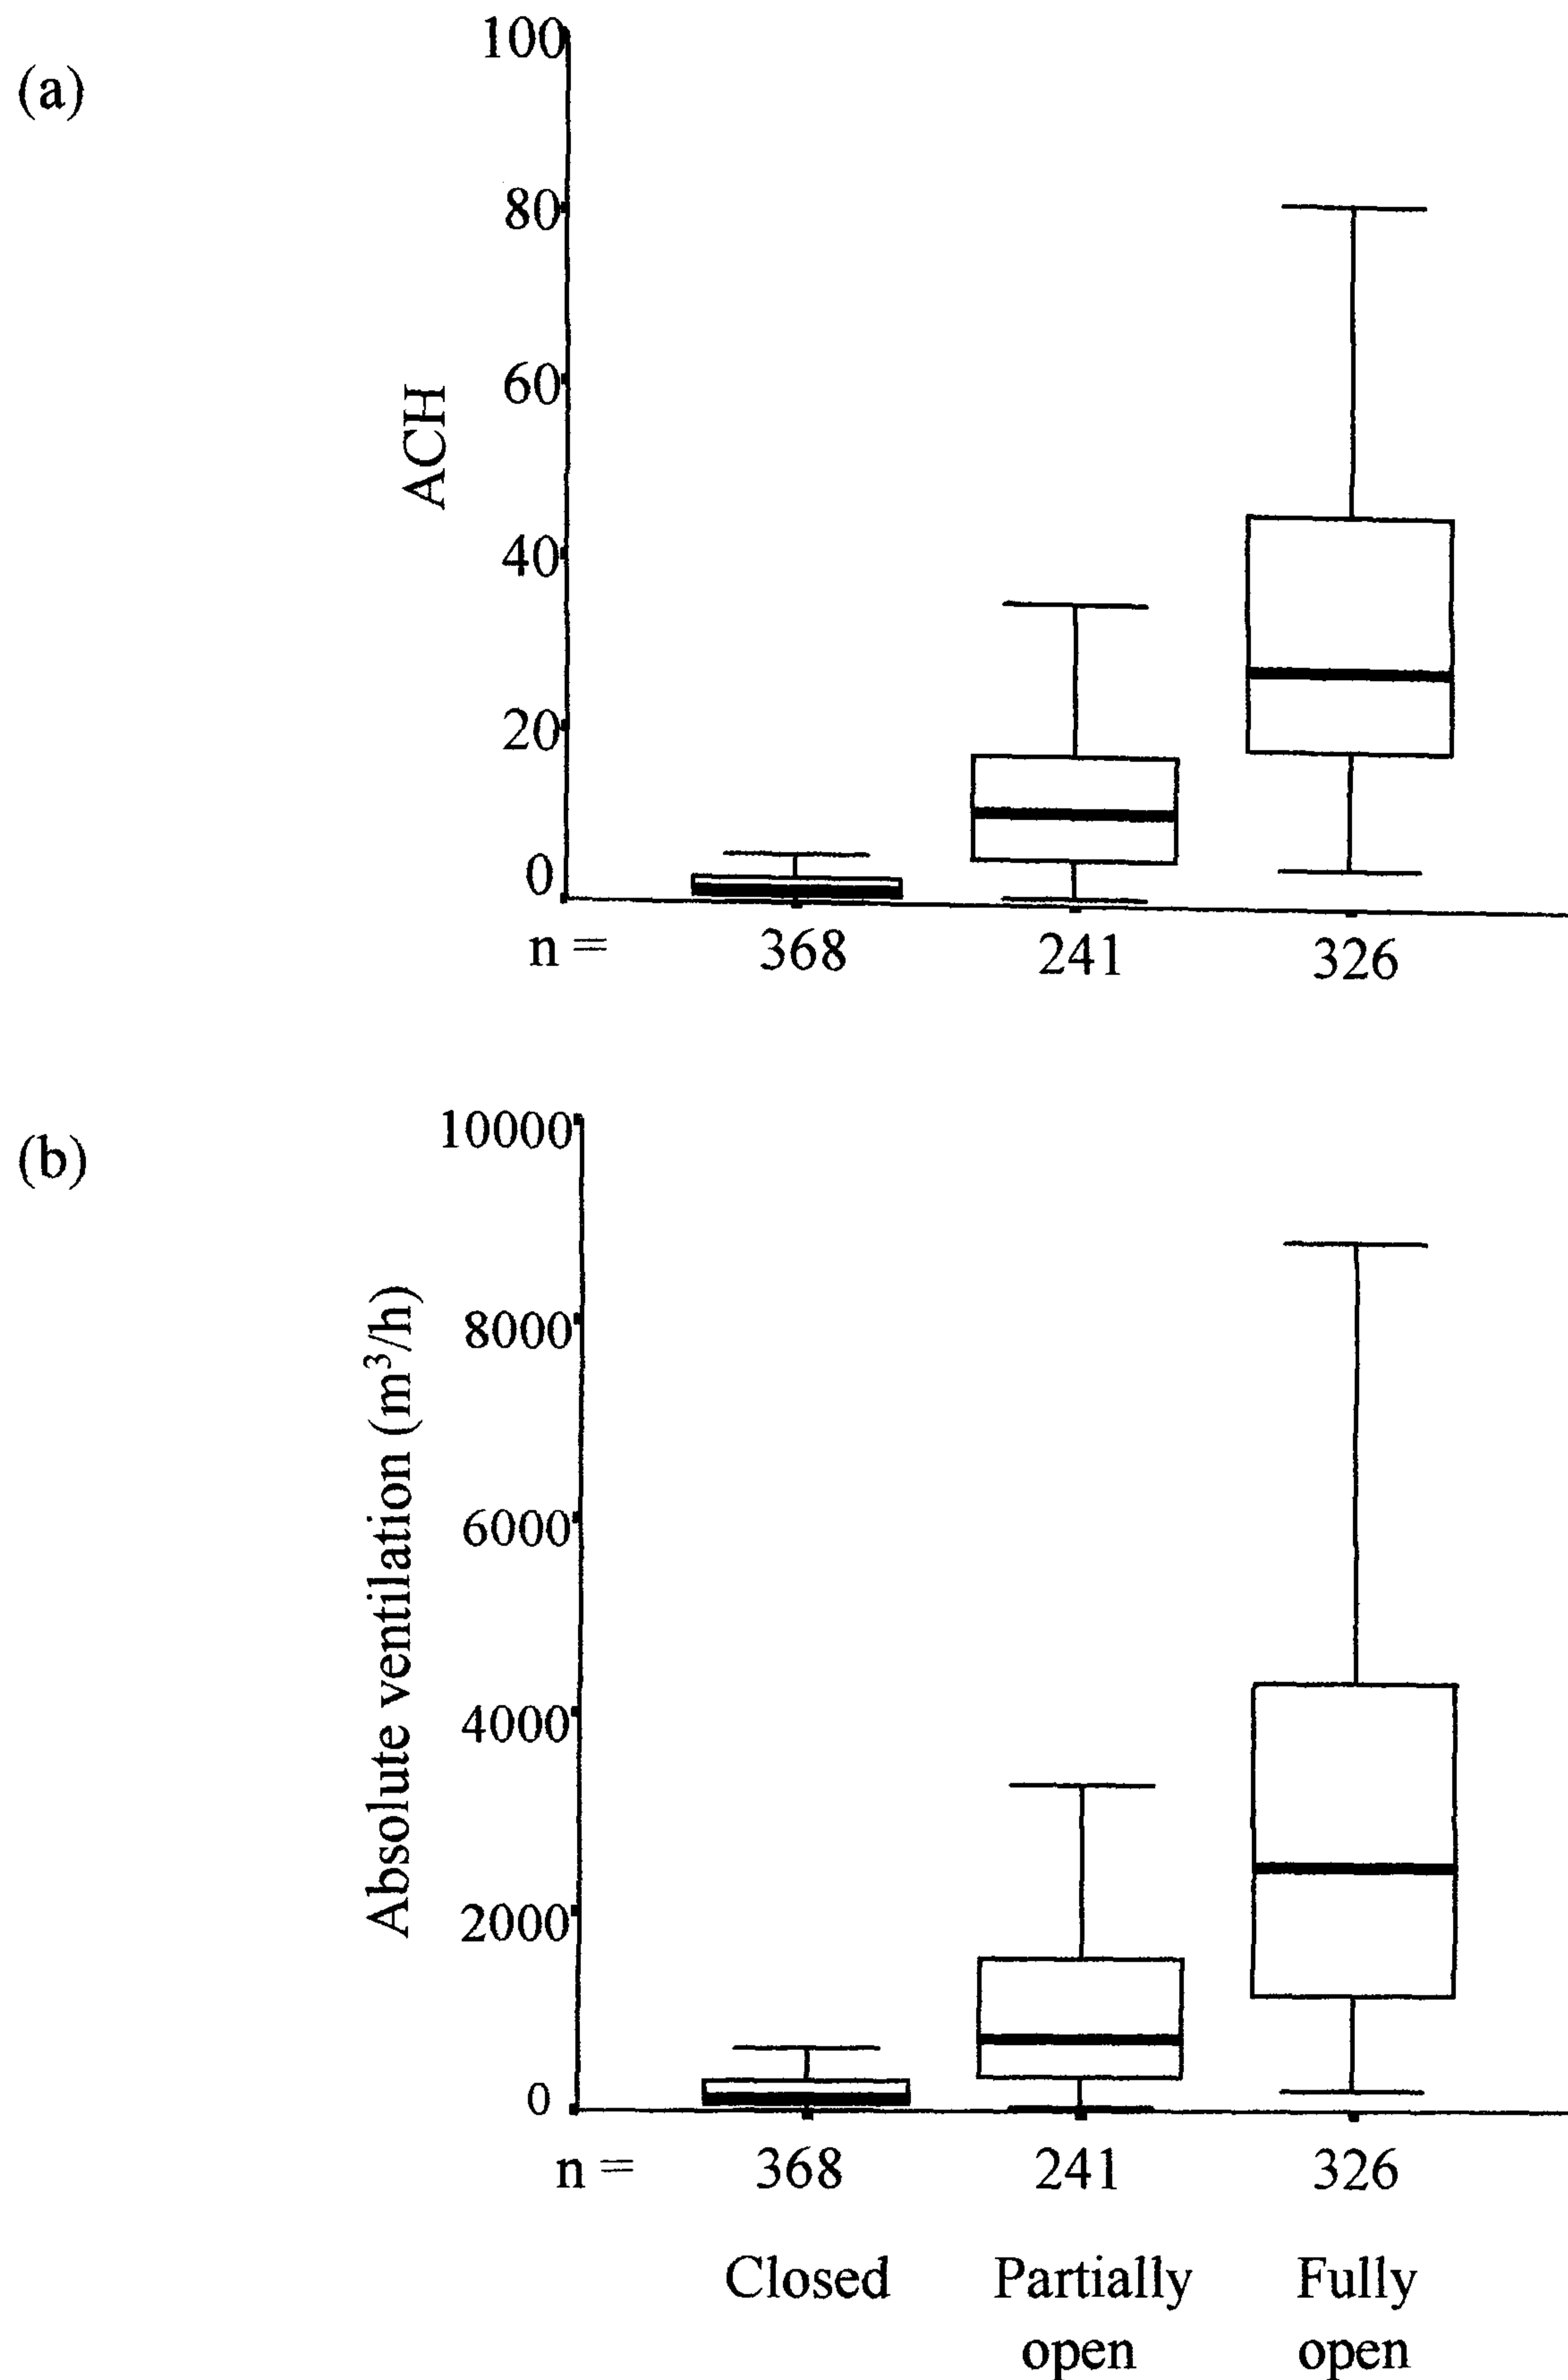 (a)
100
80
60
40
20
0
ACH
n = 368 241 326
(b)
10000
8000
6000
4000
2000
0
Absolute ventilation (m³/h)
n = 368 241 326
Closed Partially Fully
open open